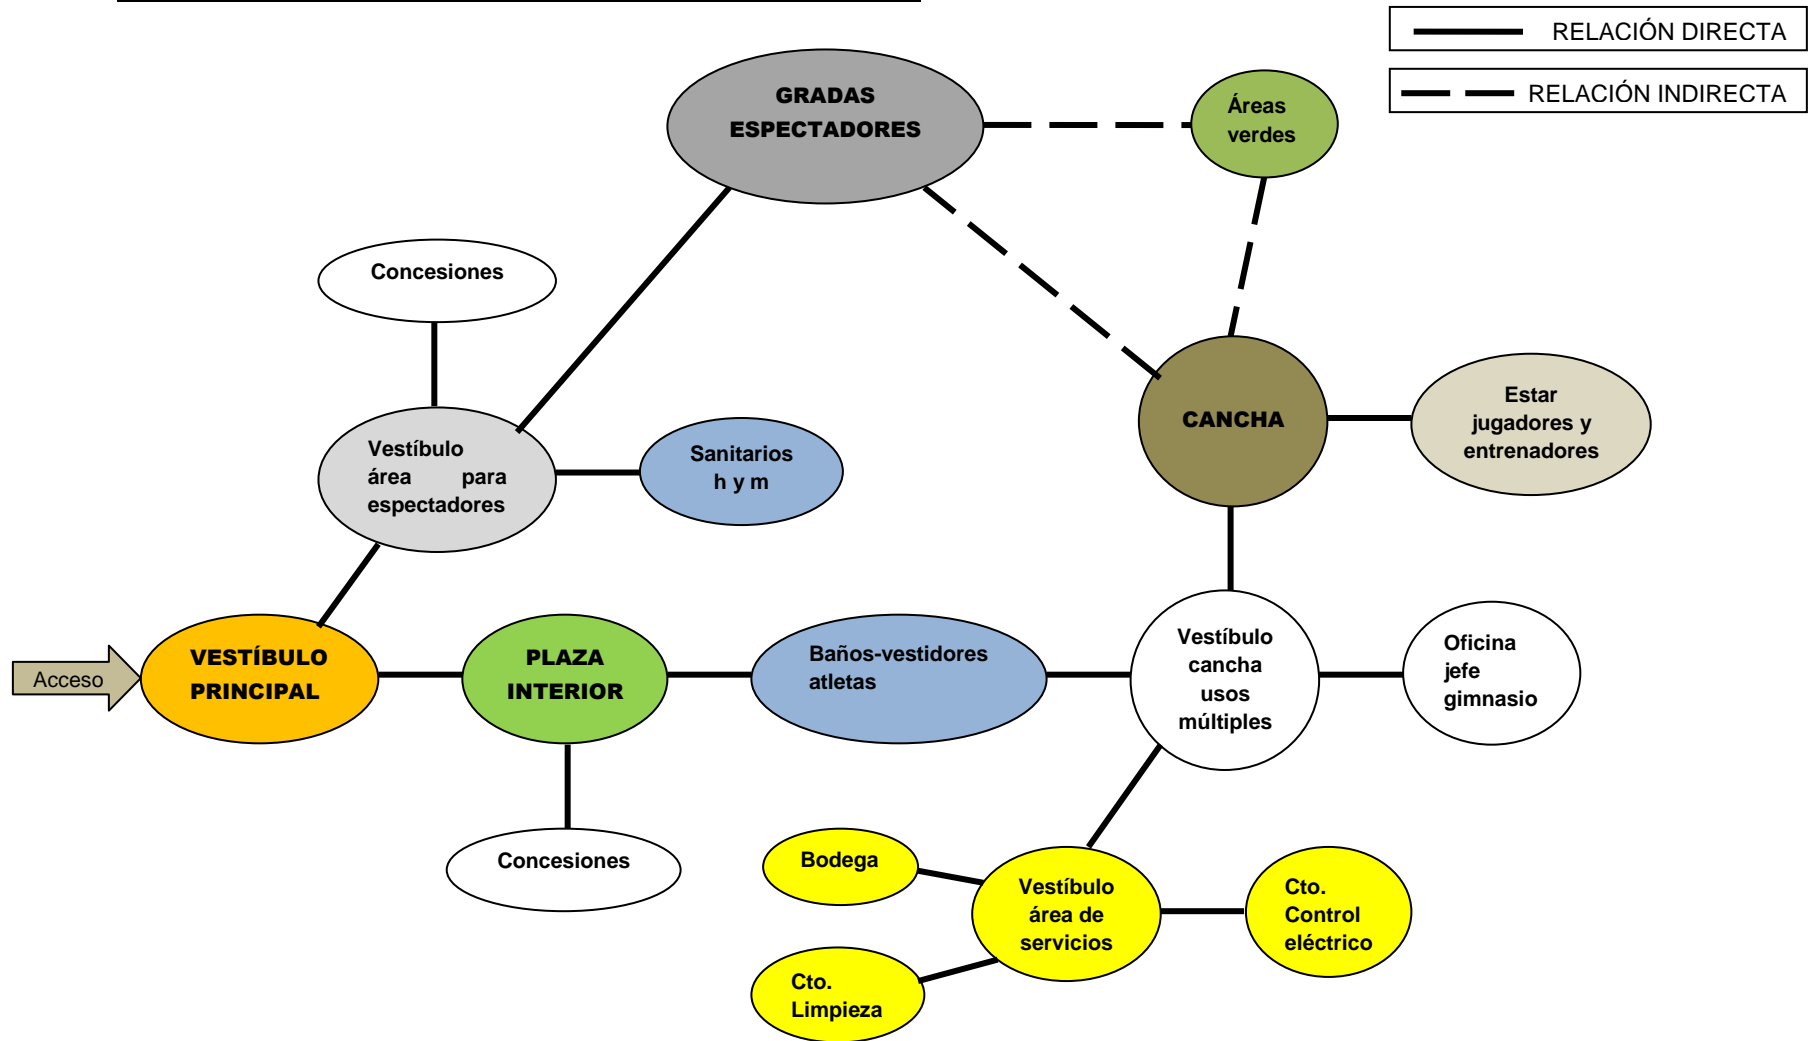 RELACIÓN DIRECTA
RELACIÓN INDIRECTA
GRADAS
ESPECTADORES
Áreas
verdes
Concesiones
Vestíbulo
área para
espectadores
Sanitarios
h y m
CANCHA
Estar
jugadores y
entrenadores
Acceso
VESTÍBULO
PRINCIPAL
PLAZA
INTERIOR
Baños-vestidores
atletas
Vestíbulo
cancha
usos
múltiples
Oficina
jefe
gimnasio
Concesiones
Bodega
Vestíbulo
área de
servicios
Cto.
Control
eléctrico
Cto.
Limpieza